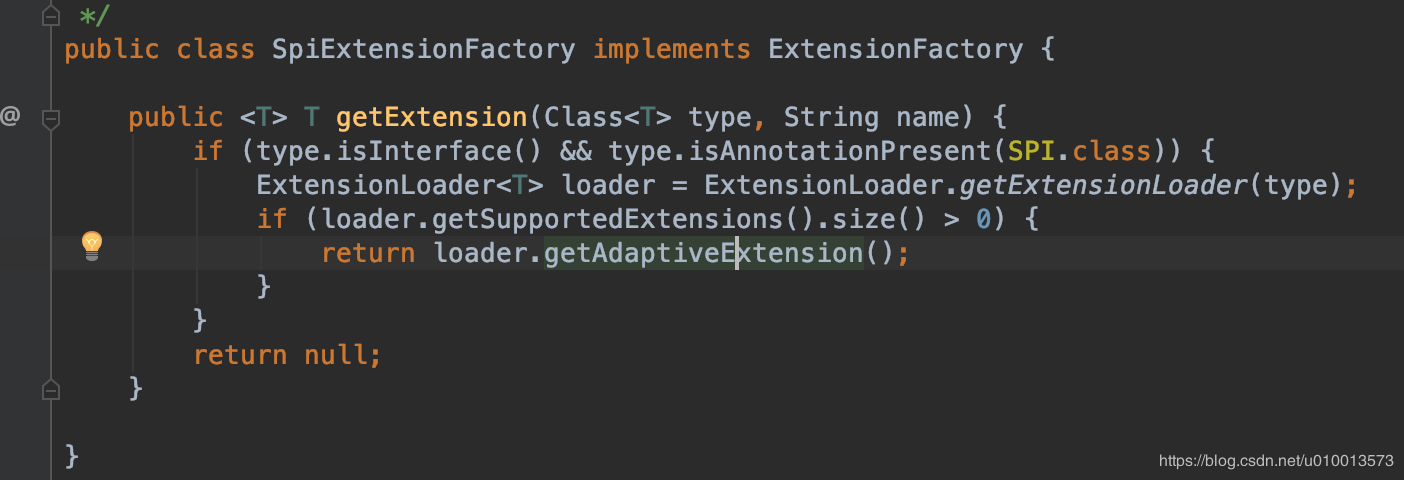 */
public class SpiExtensionFactory implements ExtensionFactory {
@
public <T> T getExtension(Class<T> type, String name) {
if (type.isInterface() && type.isAnnotationPresent(SPI.class)) {
ExtensionLoader<T> loader = ExtensionLoader.getExtensionLoader(type);
if (loader.getSupportedExtensions().size() > 0) {
return loader.getAdaptiveExtension();
}
}
return null;
}
}
https://blog.csdn.net/u010013573